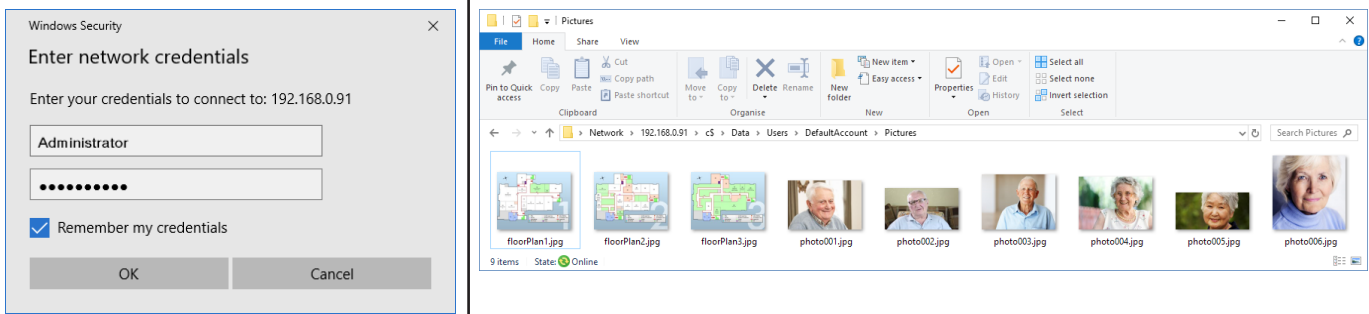 Windows Security
Enter network credentials
Enter your credentials to connect to: 192.168.0.91
Administrator
●●●●●●●●●●
Remember my credentials
OK Cancel
Pictures
File Home Share View
Pin to Quick access
Copy
Paste
Cut
Copy path
Paste shortcut
Clipboard
Move to
Copy to
Delete
Rename
Organise
New folder
New item
Easy access
New
Properties
Open
Edit
History
Open
Select all
Select none
Invert selection
Select
Network > 192.168.0.91 > c$ > Data > Users > DefaultAccount > Pictures
Search Pictures
1 2 3
floorPlan1.jpg floorPlan2.jpg floorPlan3.jpg photo001.jpg photo002.jpg photo003.jpg photo004.jpg photo005.jpg photo006.jpg
9 items State: Online